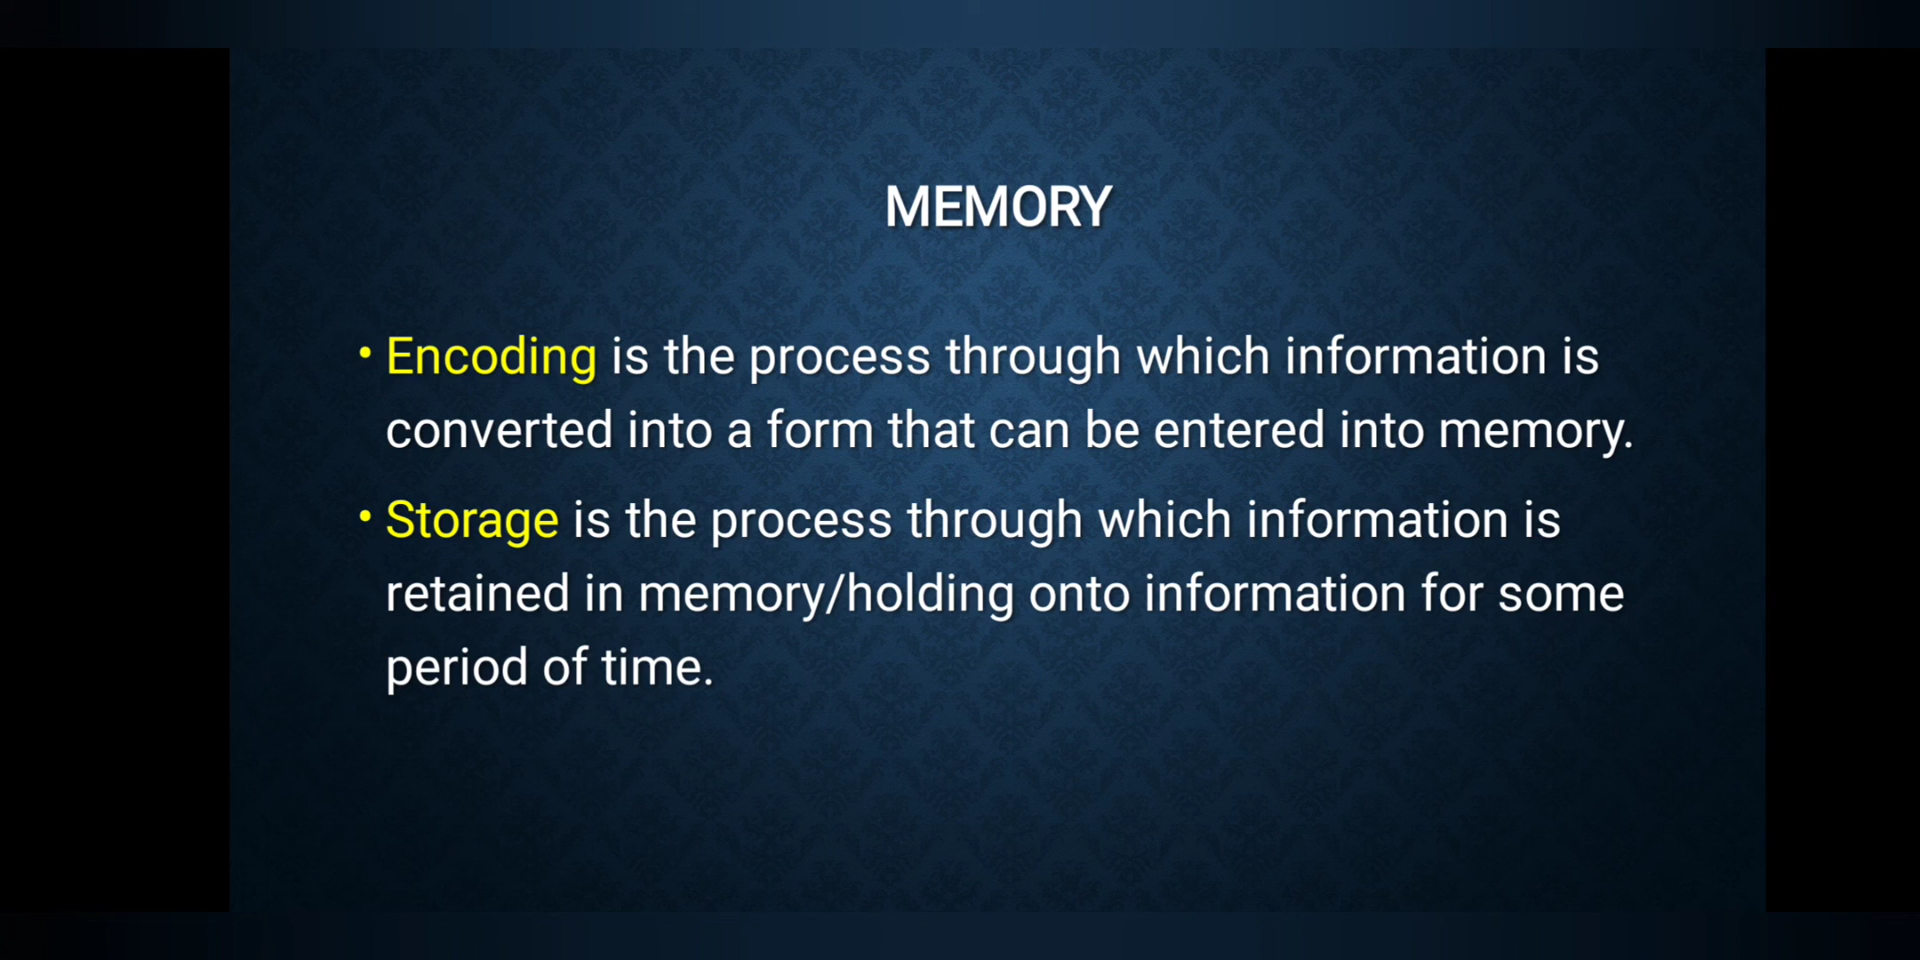 MEMORY
• Encoding is the process through which information is
converted into a form that can be entered into memory.
• Storage is the process through which information is
retained in memory/holding onto information for some
period of time.